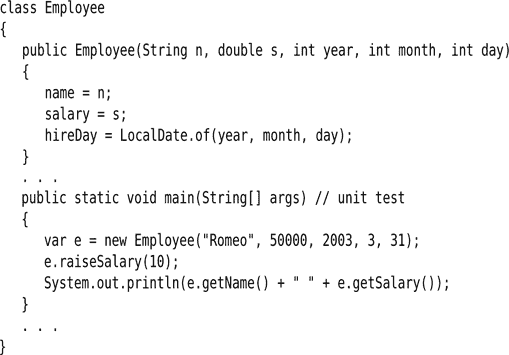 class Employee
{
public Employee(String n, double s, int year, int month, int day)
{
name = n;
salary = s;
hireDay = LocalDate.of(year, month, day);
}
. . .
public static void main(String[] args) // unit test
{
var e = new Employee("Romeo", 50000, 2003, 3, 31);
e.raiseSalary(10);
System.out.println(e.getName() + " " + e.getSalary());
}
. . .
}